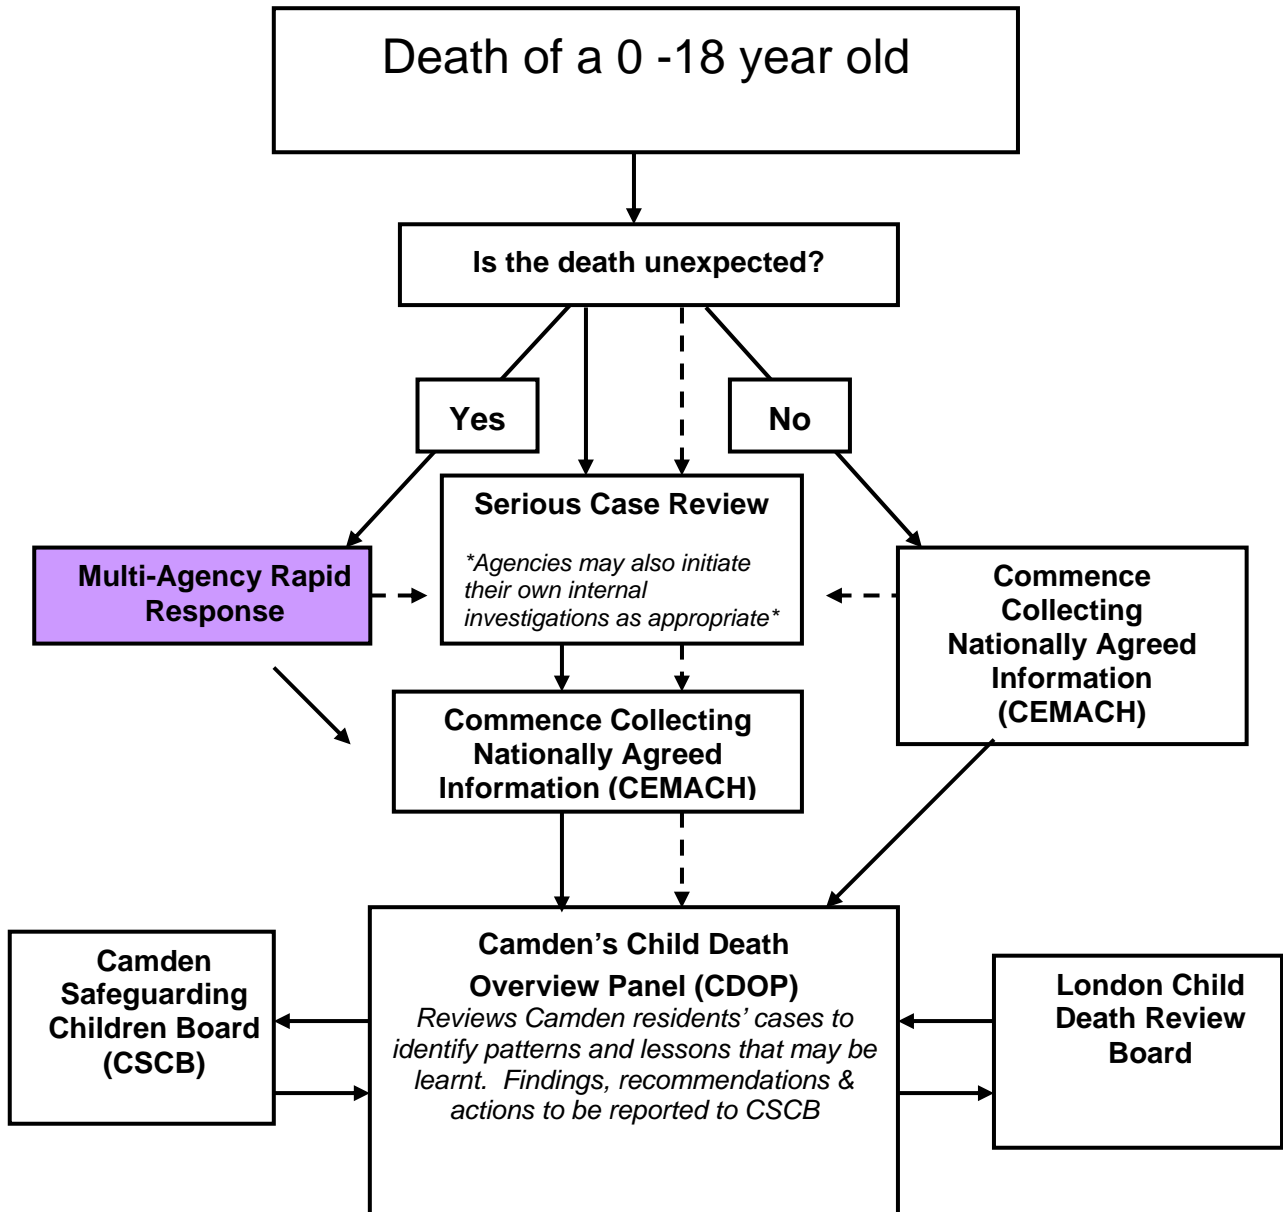 Death of a 0 -18 year old
Is the death unexpected?
Yes
No
Serious Case Review
*Agencies may also initiate
their own internal
investigations as appropriate*
Multi-Agency Rapid
Response
Commence
Collecting
Nationally Agreed
Information
(CEMACH)
Commence Collecting
Nationally Agreed
Information (CEMACH)
Camden
Safeguarding
Children Board
(CSCB)
Camden’s Child Death
Overview Panel (CDOP)
Reviews Camden residents’ cases to
identify patterns and lessons that may be
learnt.  Findings, recommendations &
actions to be reported to CSCB
London Child
Death Review
Board